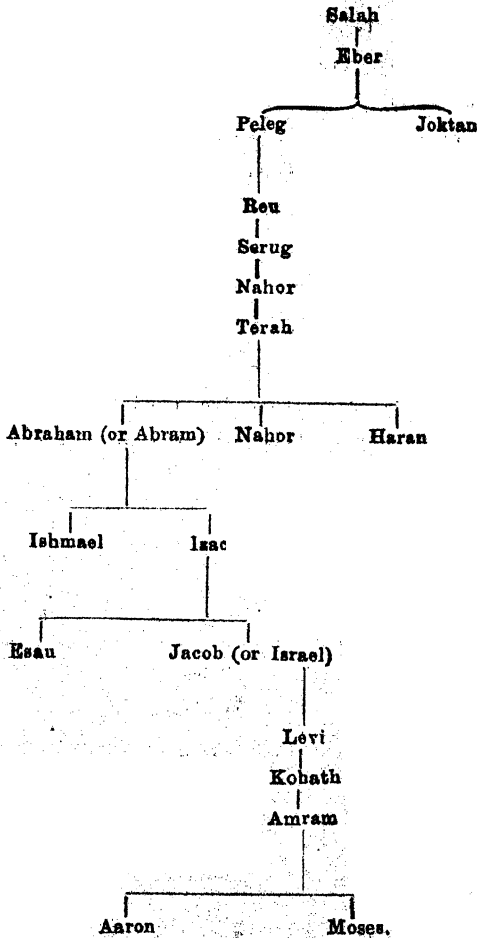 Salah
Eber
Peleg Joktan
Reu
Serug
Nahor
Terah
Abraham (or Abram) Nahor Haran
Ishmael Izac
Esau Jacob (or Israel)
Levi
Kohath
Amram
Aaron Moses.